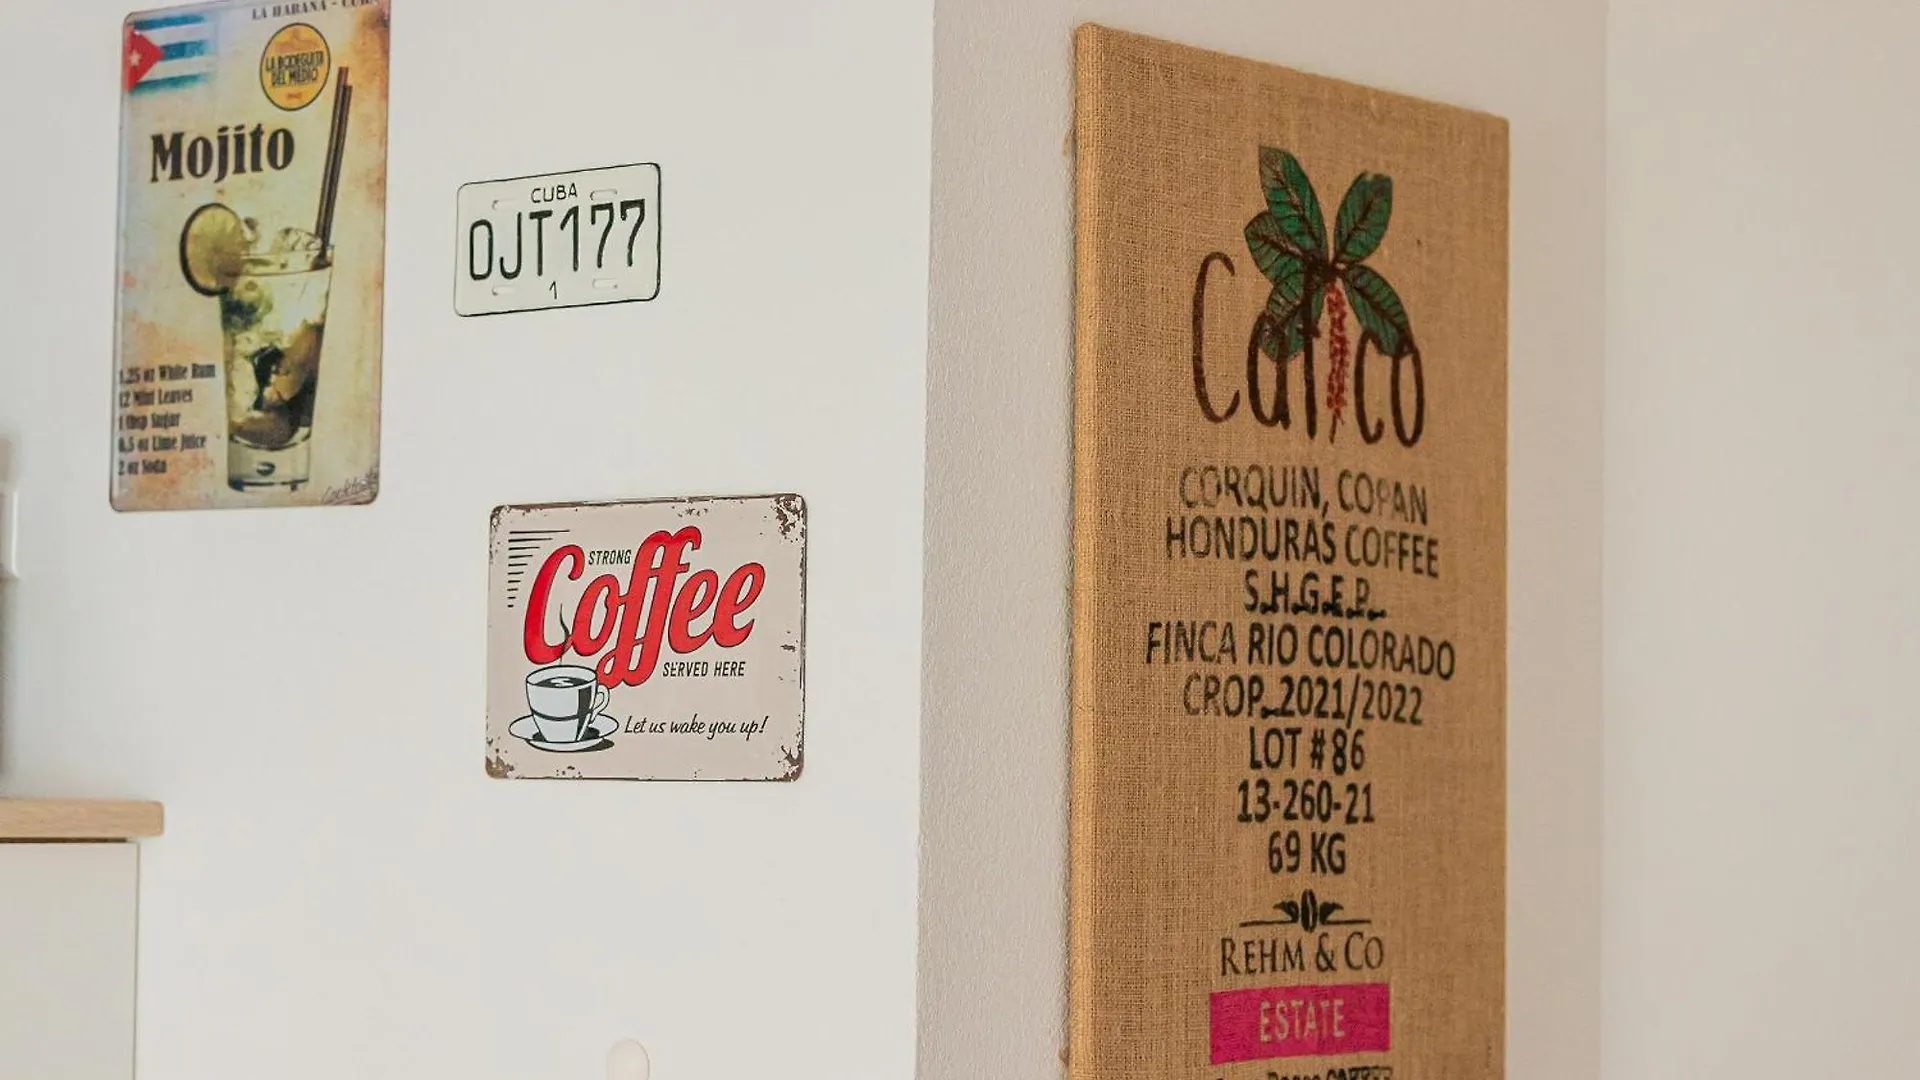 LA HABANA - CUBA
LA BODEGUITA
DEL MEDIO
Mojito
1.25 oz White Rum
12 Mint Leaves
1 tbsp Sugar
0.5 oz Lime Juice
2 oz Soda
CUBA
OJT177
1
STRONG
Coffee
SERVED HERE
Let us wake you up!
Cafico
CORQUIN, COPAN
HONDURAS COFFEE
S.H.G.E.P.
FINCA RIO COLORADO
CROP. 2021/2022
LOT #86
13-260-21
69 KG
REHM & CO
ESTATE